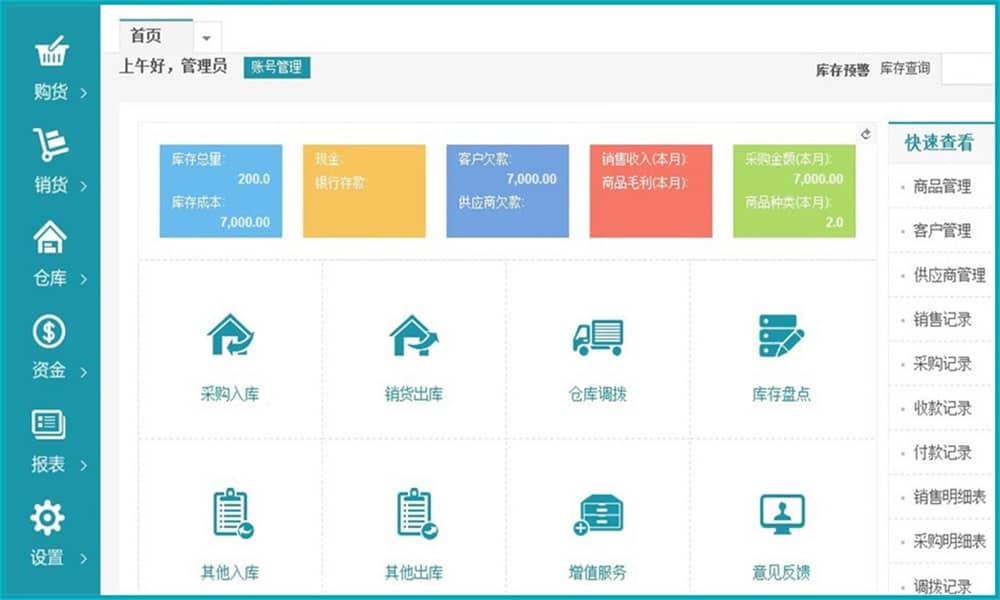 首页
上午好，管理员 账号管理
库存预警 库存查询
购货
销货
仓库
资金
报表
设置
库存总量:
200.0
库存成本:
7,000.00
现金:
银行存款:
客户欠款:
7,000.00
供应商欠款:
销售收入(本月):
商品毛利(本月):
采购金额(本月):
7,000.00
商品种类(本月):
2.0
采购入库
销货出库
仓库调拨
库存盘点
其他入库
其他出库
增值服务
意见反馈
快速查看
商品管理
客户管理
供应商管理
销售记录
采购记录
收款记录
付款记录
销售明细表
采购明细表
调拨记录